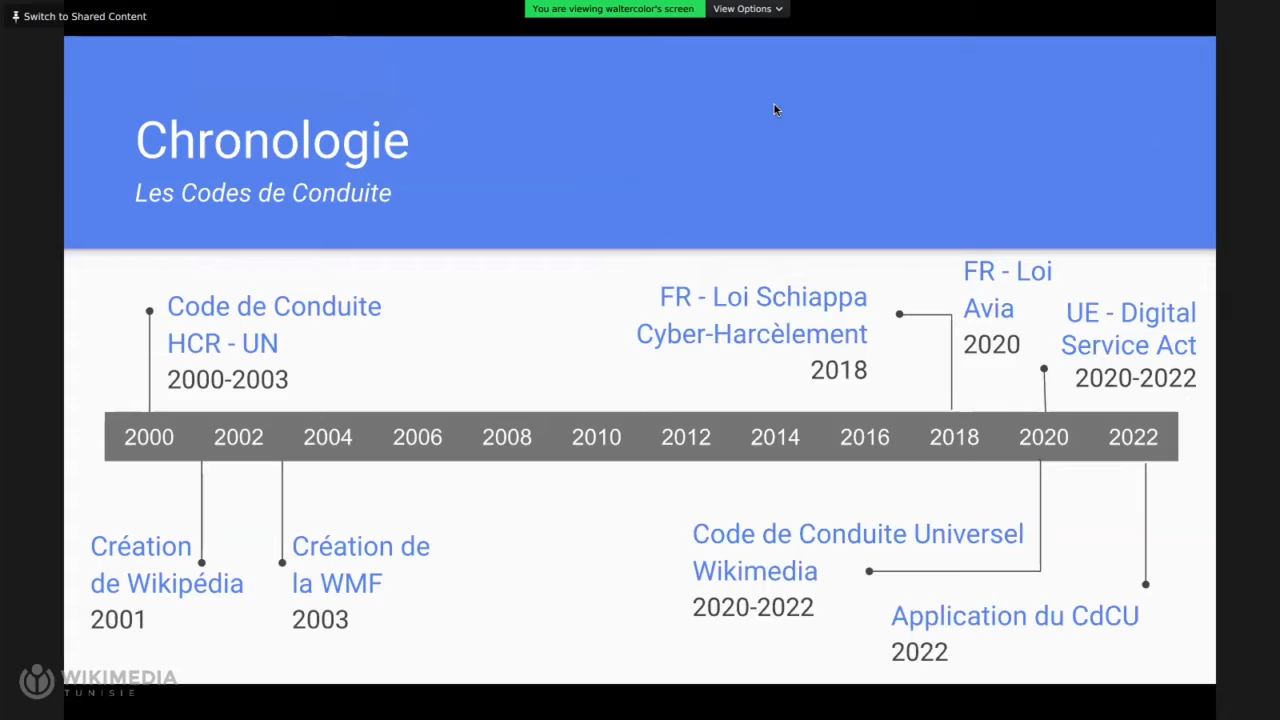 Switch to Shared Content
You are viewing waltercolor's screen
View Options
Chronologie
Les Codes de Conduite
Code de Conduite
HCR - UN
2000-2003
FR - Loi Schiappa
Cyber-Harcèlement
2018
FR - Loi
Avia
2020
UE - Digital
Service Act
2020-2022
2000 2002 2004 2006 2008 2010 2012 2014 2016 2018 2020 2022
Création
de Wikipédia
2001
Création de
la WMF
2003
Code de Conduite Universel
Wikimedia
2020-2022
Application du CdCU
2022
WIKIMEDIA
TUNISIE